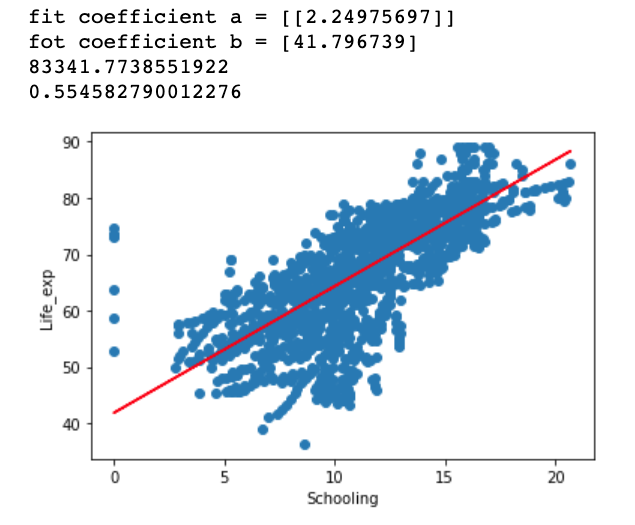 fit coefficient a = [[2.24975697]]
fot coefficient b = [41.796739]
83341.7738551922
0.554582790012276
90
80
70
60
50
40
Life_exp
0 5 10 15 20
Schooling